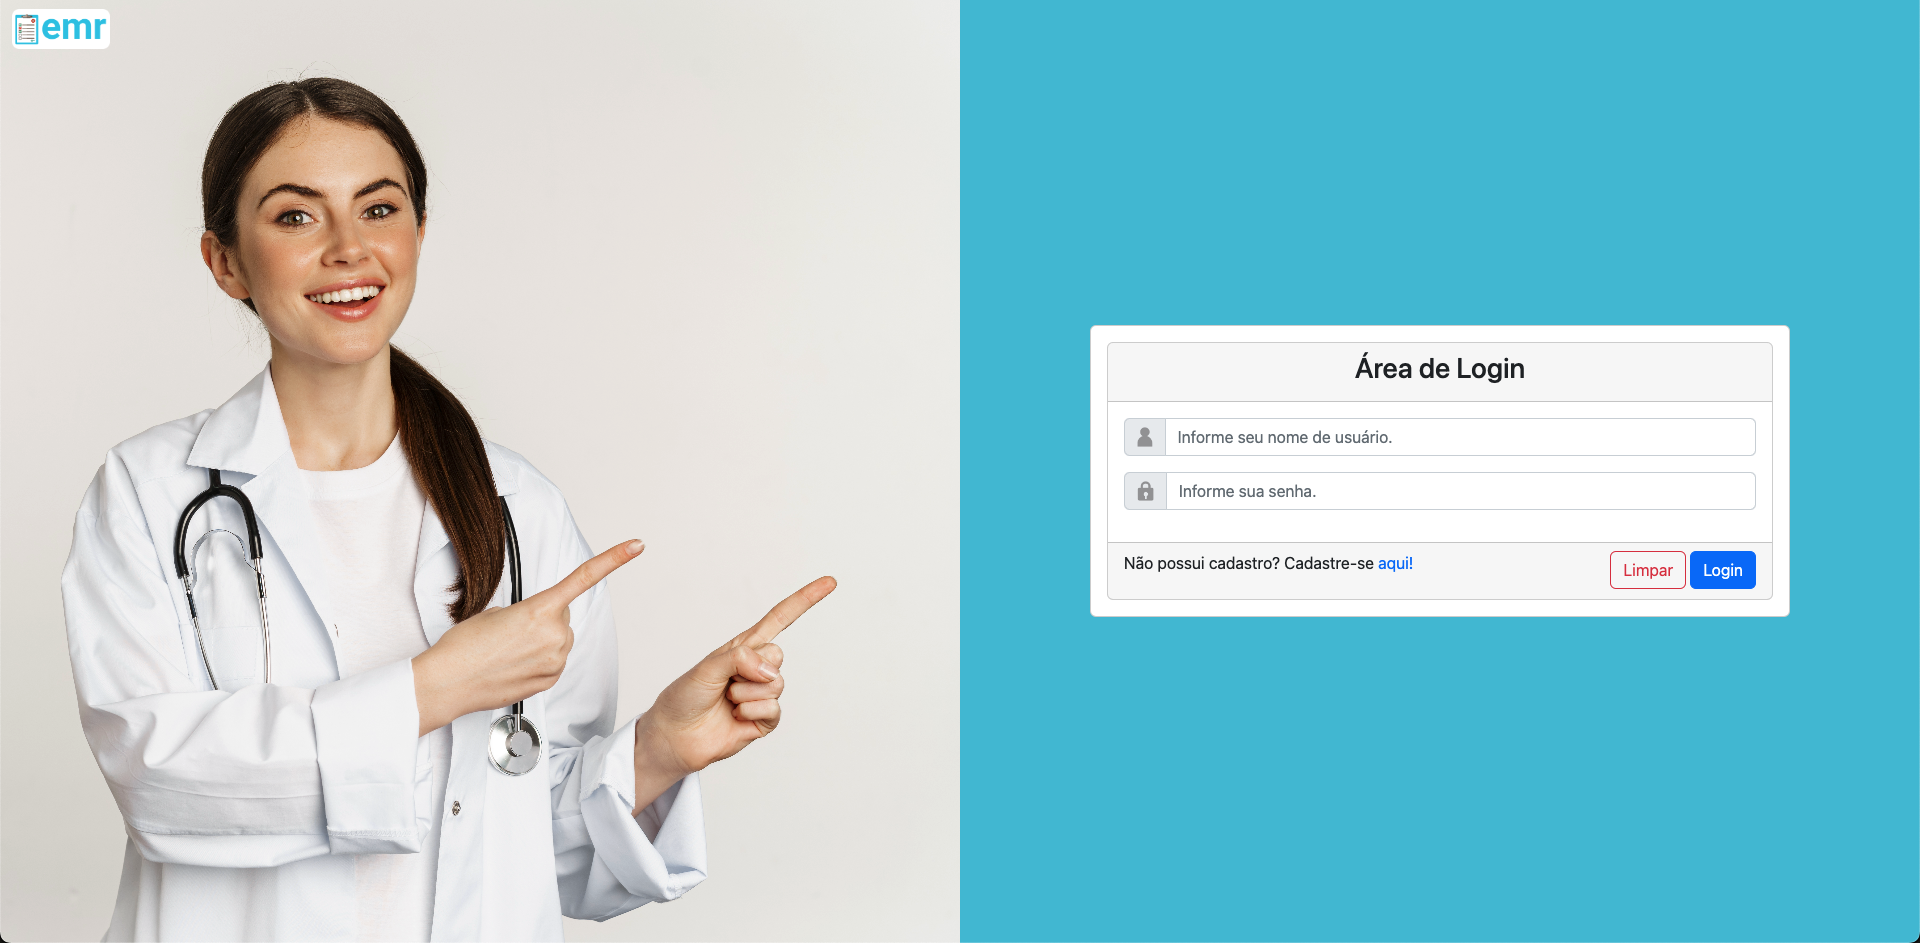 emr
Área de Login
Informe seu nome de usuário.
Informe sua senha.
Não possui cadastro? Cadastre-se aqui!
Limpar
Login